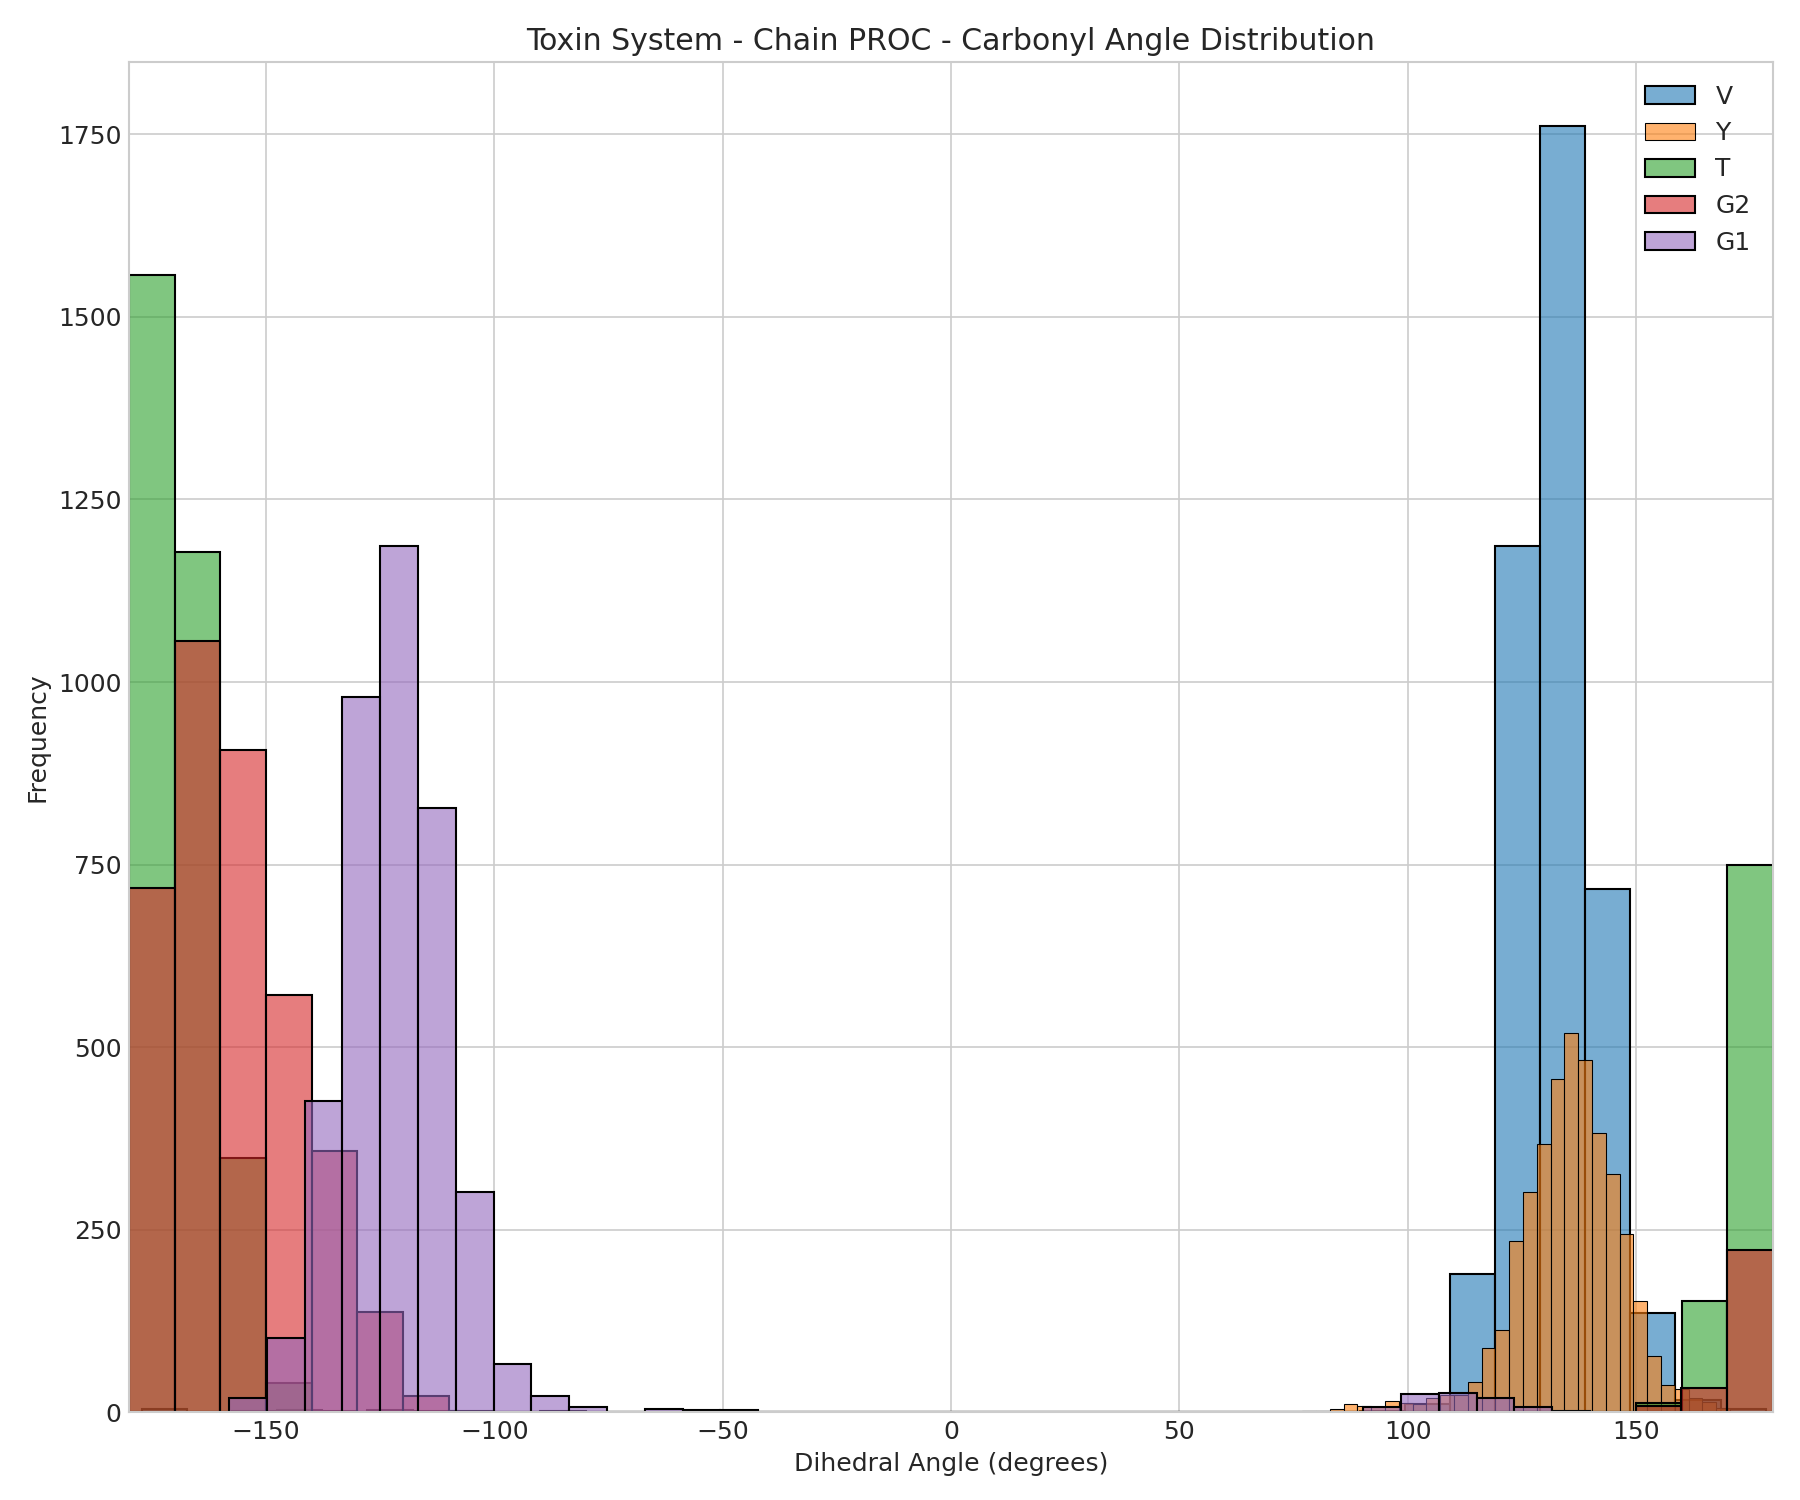 Toxin System - Chain PROC - Carbonyl Angle Distribution
V
Y
T
G2
G1
1750
1500
1250
1000
750
500
250
0
Frequency
−150
−100
−50
0
50
100
150
Dihedral Angle (degrees)